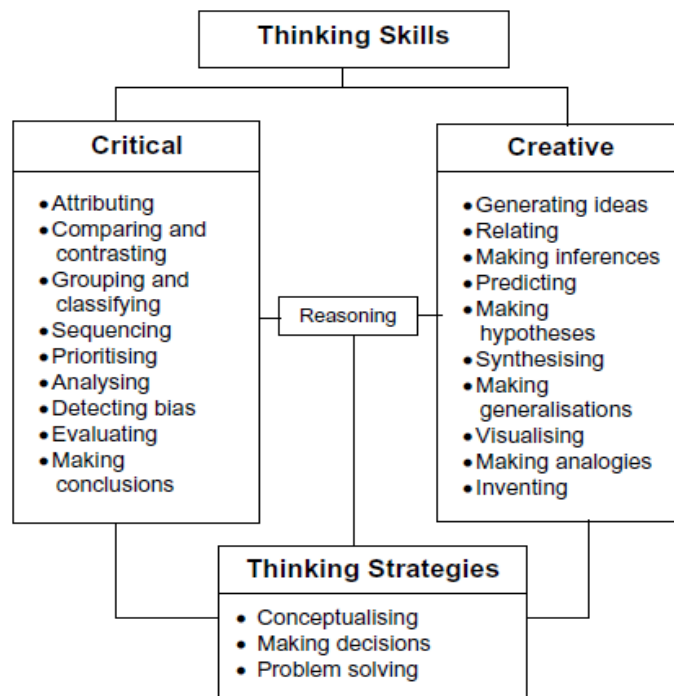 Thinking Skills
Critical
• Attributing
• Comparing and
contrasting
• Grouping and
classifying
• Sequencing
• Prioritising
• Analysing
• Detecting bias
• Evaluating
• Making
conclusions
Reasoning
Creative
• Generating ideas
• Relating
• Making inferences
• Predicting
• Making
hypotheses
• Synthesising
• Making
generalisations
• Visualising
• Making analogies
• Inventing
Thinking Strategies
• Conceptualising
• Making decisions
• Problem solving